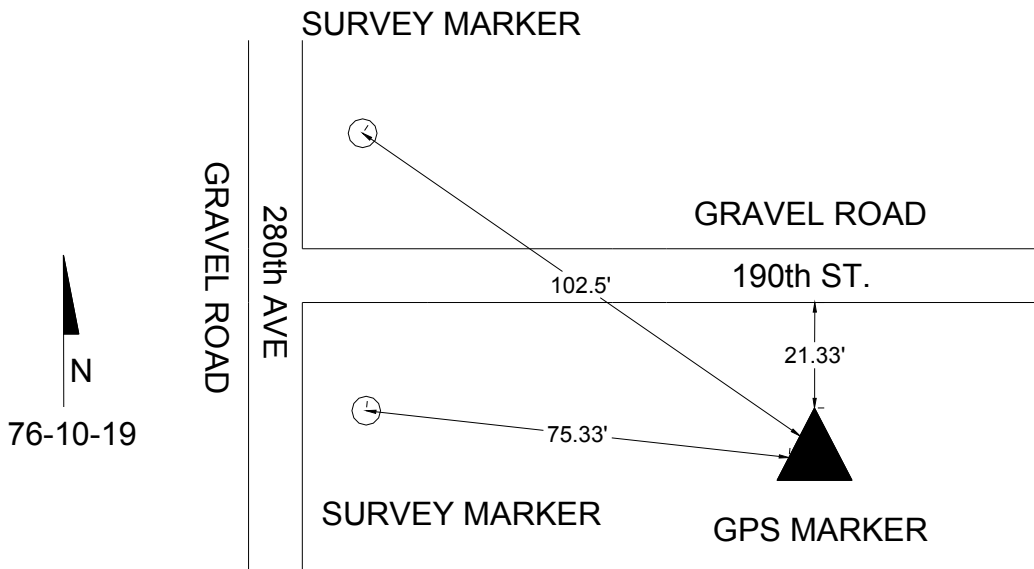 SURVEY MARKER
GRAVEL ROAD
280th AVE
GRAVEL ROAD
190th ST.
102.5'
21.33'
N
76-10-19
75.33'
SURVEY MARKER
GPS MARKER